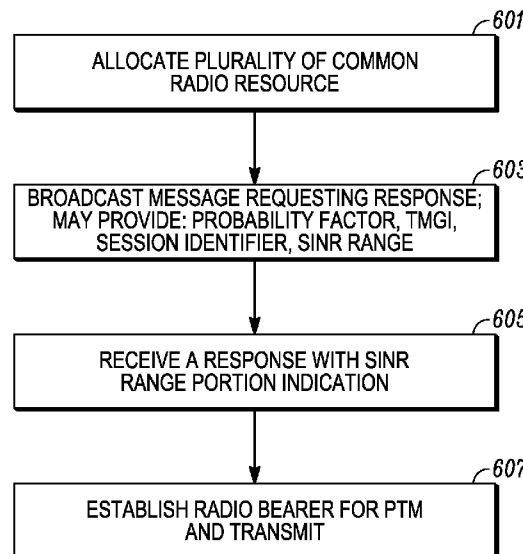 601
ALLOCATE PLURALITY OF COMMON
RADIO RESOURCE
603
BROADCAST MESSAGE REQUESTING RESPONSE;
MAY PROVIDE: PROBABILITY FACTOR, TMGI,
SESSION IDENTIFIER, SINR RANGE
605
RECEIVE A RESPONSE WITH SINR
RANGE PORTION INDICATION
607
ESTABLISH RADIO BEARER FOR PTM
AND TRANSMIT